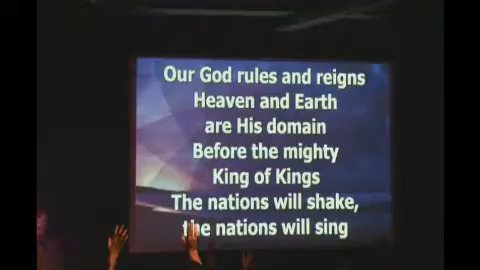 Our God rules and reigns
Heaven and Earth
are His domain
Before the mighty
King of Kings
The nations will shake,
the nations will sing